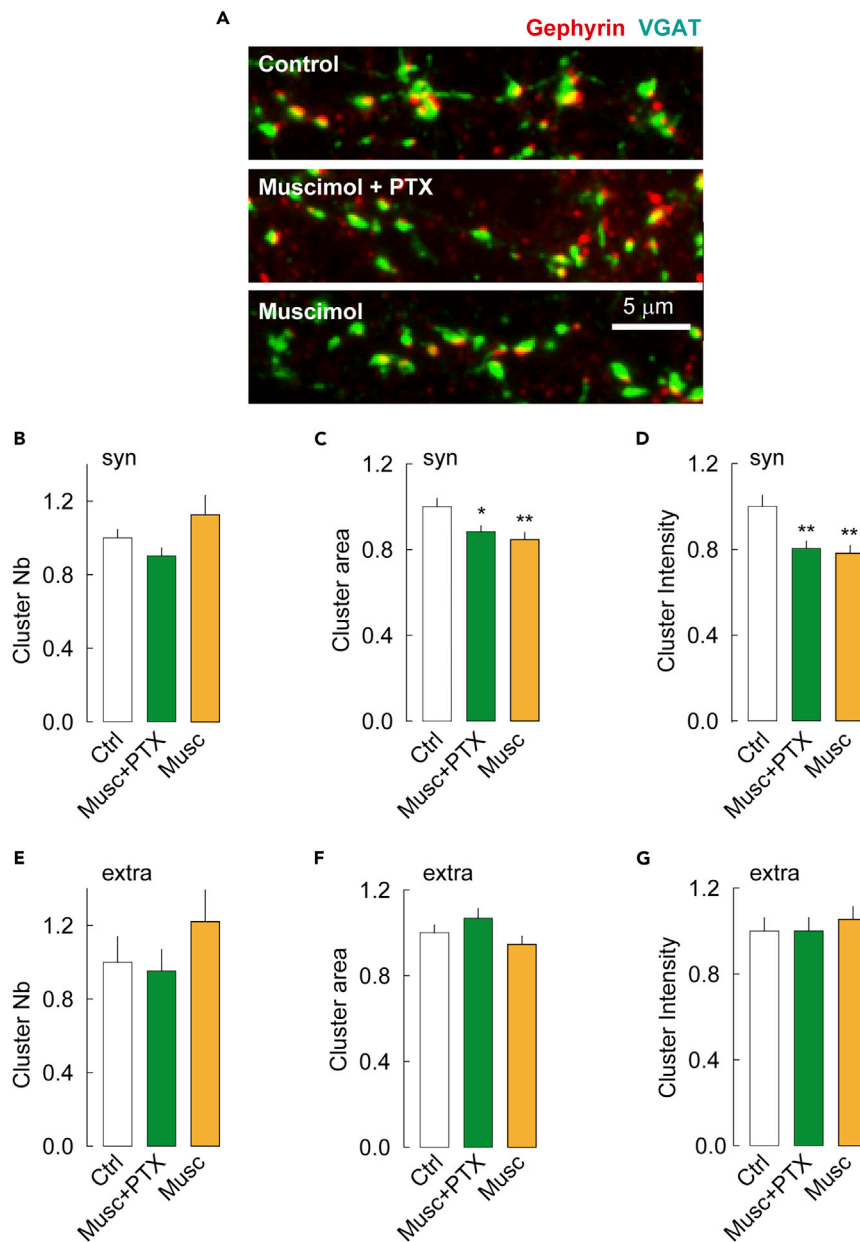 A
Gephyrin VGAT
Control
Muscimol + PTX
Muscimol
5 μm
B
syn
Cluster Nb
1.2
0.8
0.4
0.0
Ctrl
Musc+PTX
Musc
C
syn
Cluster area
1.2
0.8
0.4
0.0
*
**
Ctrl
Musc+PTX
Musc
D
syn
Cluster Intensity
1.2
0.8
0.4
0.0
**
**
Ctrl
Musc+PTX
Musc
E
extra
Cluster Nb
1.2
0.8
0.4
0.0
Ctrl
Musc+PTX
Musc
F
extra
Cluster area
1.2
0.8
0.4
0.0
Ctrl
Musc+PTX
Musc
G
extra
Cluster Intensity
1.2
0.8
0.4
0.0
Ctrl
Musc+PTX
Musc